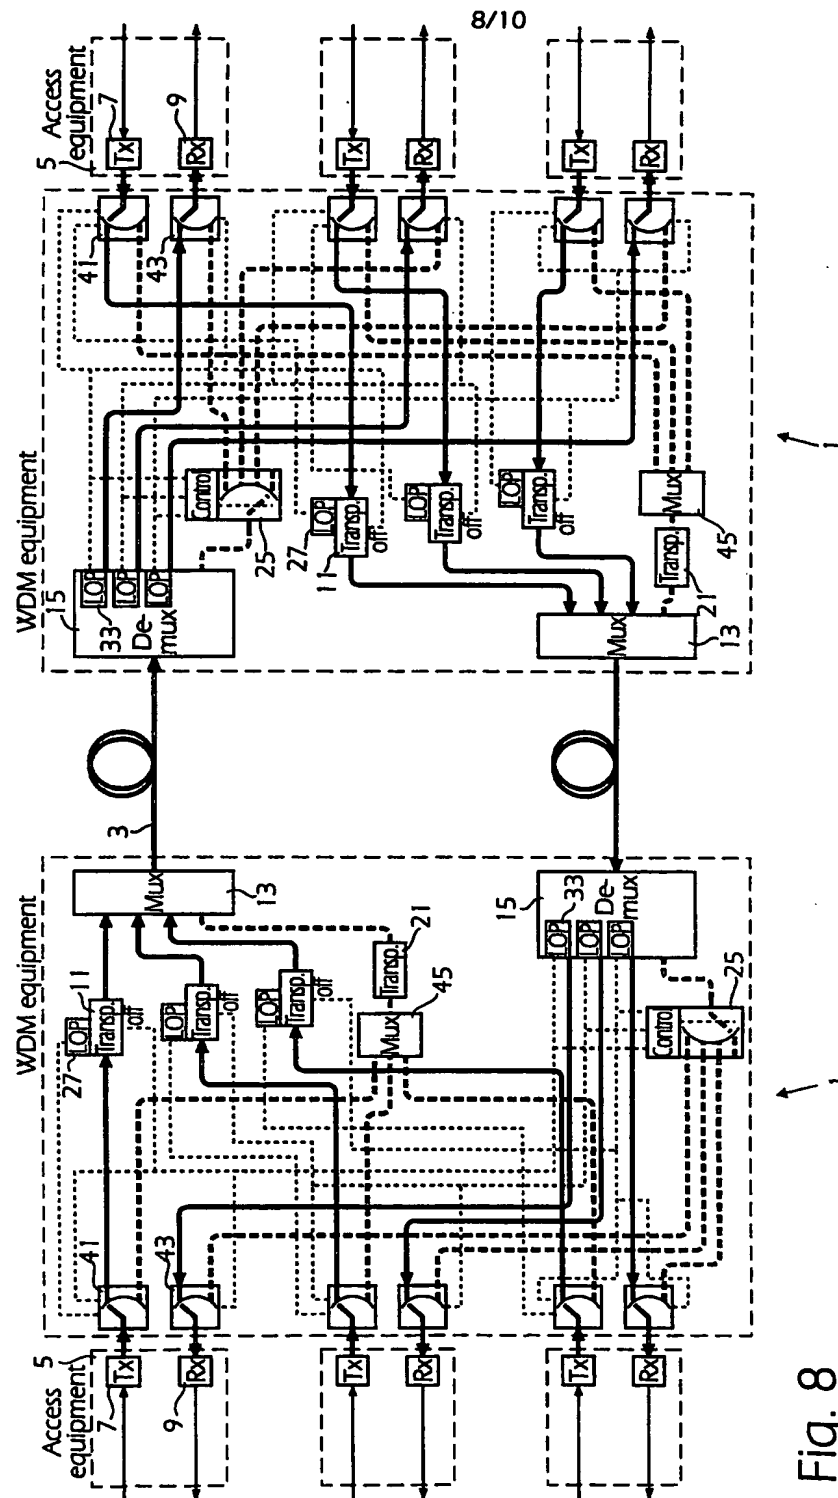 8/10
Access
equipment
5
7
Tx
9
Rx
Tx
Rx
Tx
Rx
WDM equipment
41
43
15
LOP
LOP
LOP
33
De-
mux
Control
25
27
LOP
Transp.
off
11
LOP
Transp.
off
LOP
Transp.
off
Mux
45
Transp.
21
Mux
13
1
3
WDM equipment
Mux
13
11
LOP
Transp.
off
27
LOP
Transp.
off
LOP
Transp.
off
Transp.
21
Mux
45
15
LOP
LOP
LOP
33
De-
mux
Control
25
41
43
1
Access
equipment
5
7
Tx
9
Rx
Tx
Rx
Tx
Rx
Fig. 8